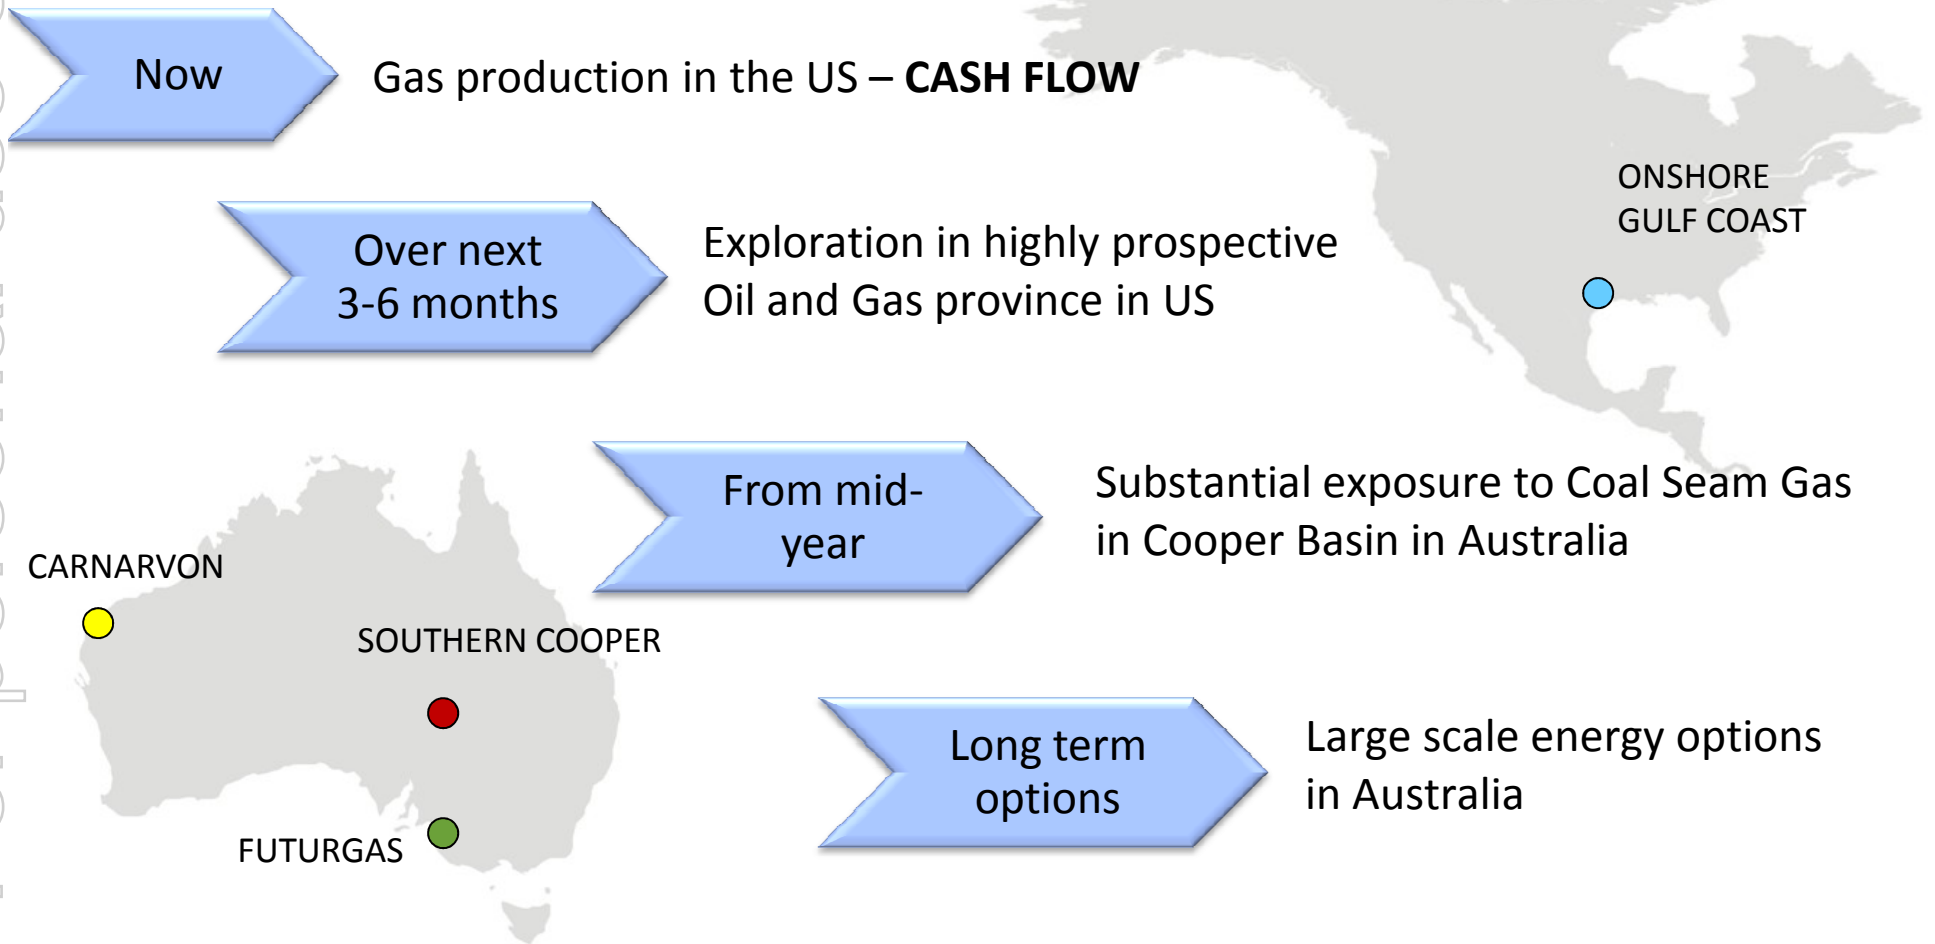 Now
Gas production in the US – CASH FLOW
ONSHORE
GULF COAST
Over next
3-6 months
Exploration in highly prospective
Oil and Gas province in US
From mid-
year
Substantial exposure to Coal Seam Gas
in Cooper Basin in Australia
CARNARVON
SOUTHERN COOPER
Long term
options
Large scale energy options
in Australia
FUTURGAS